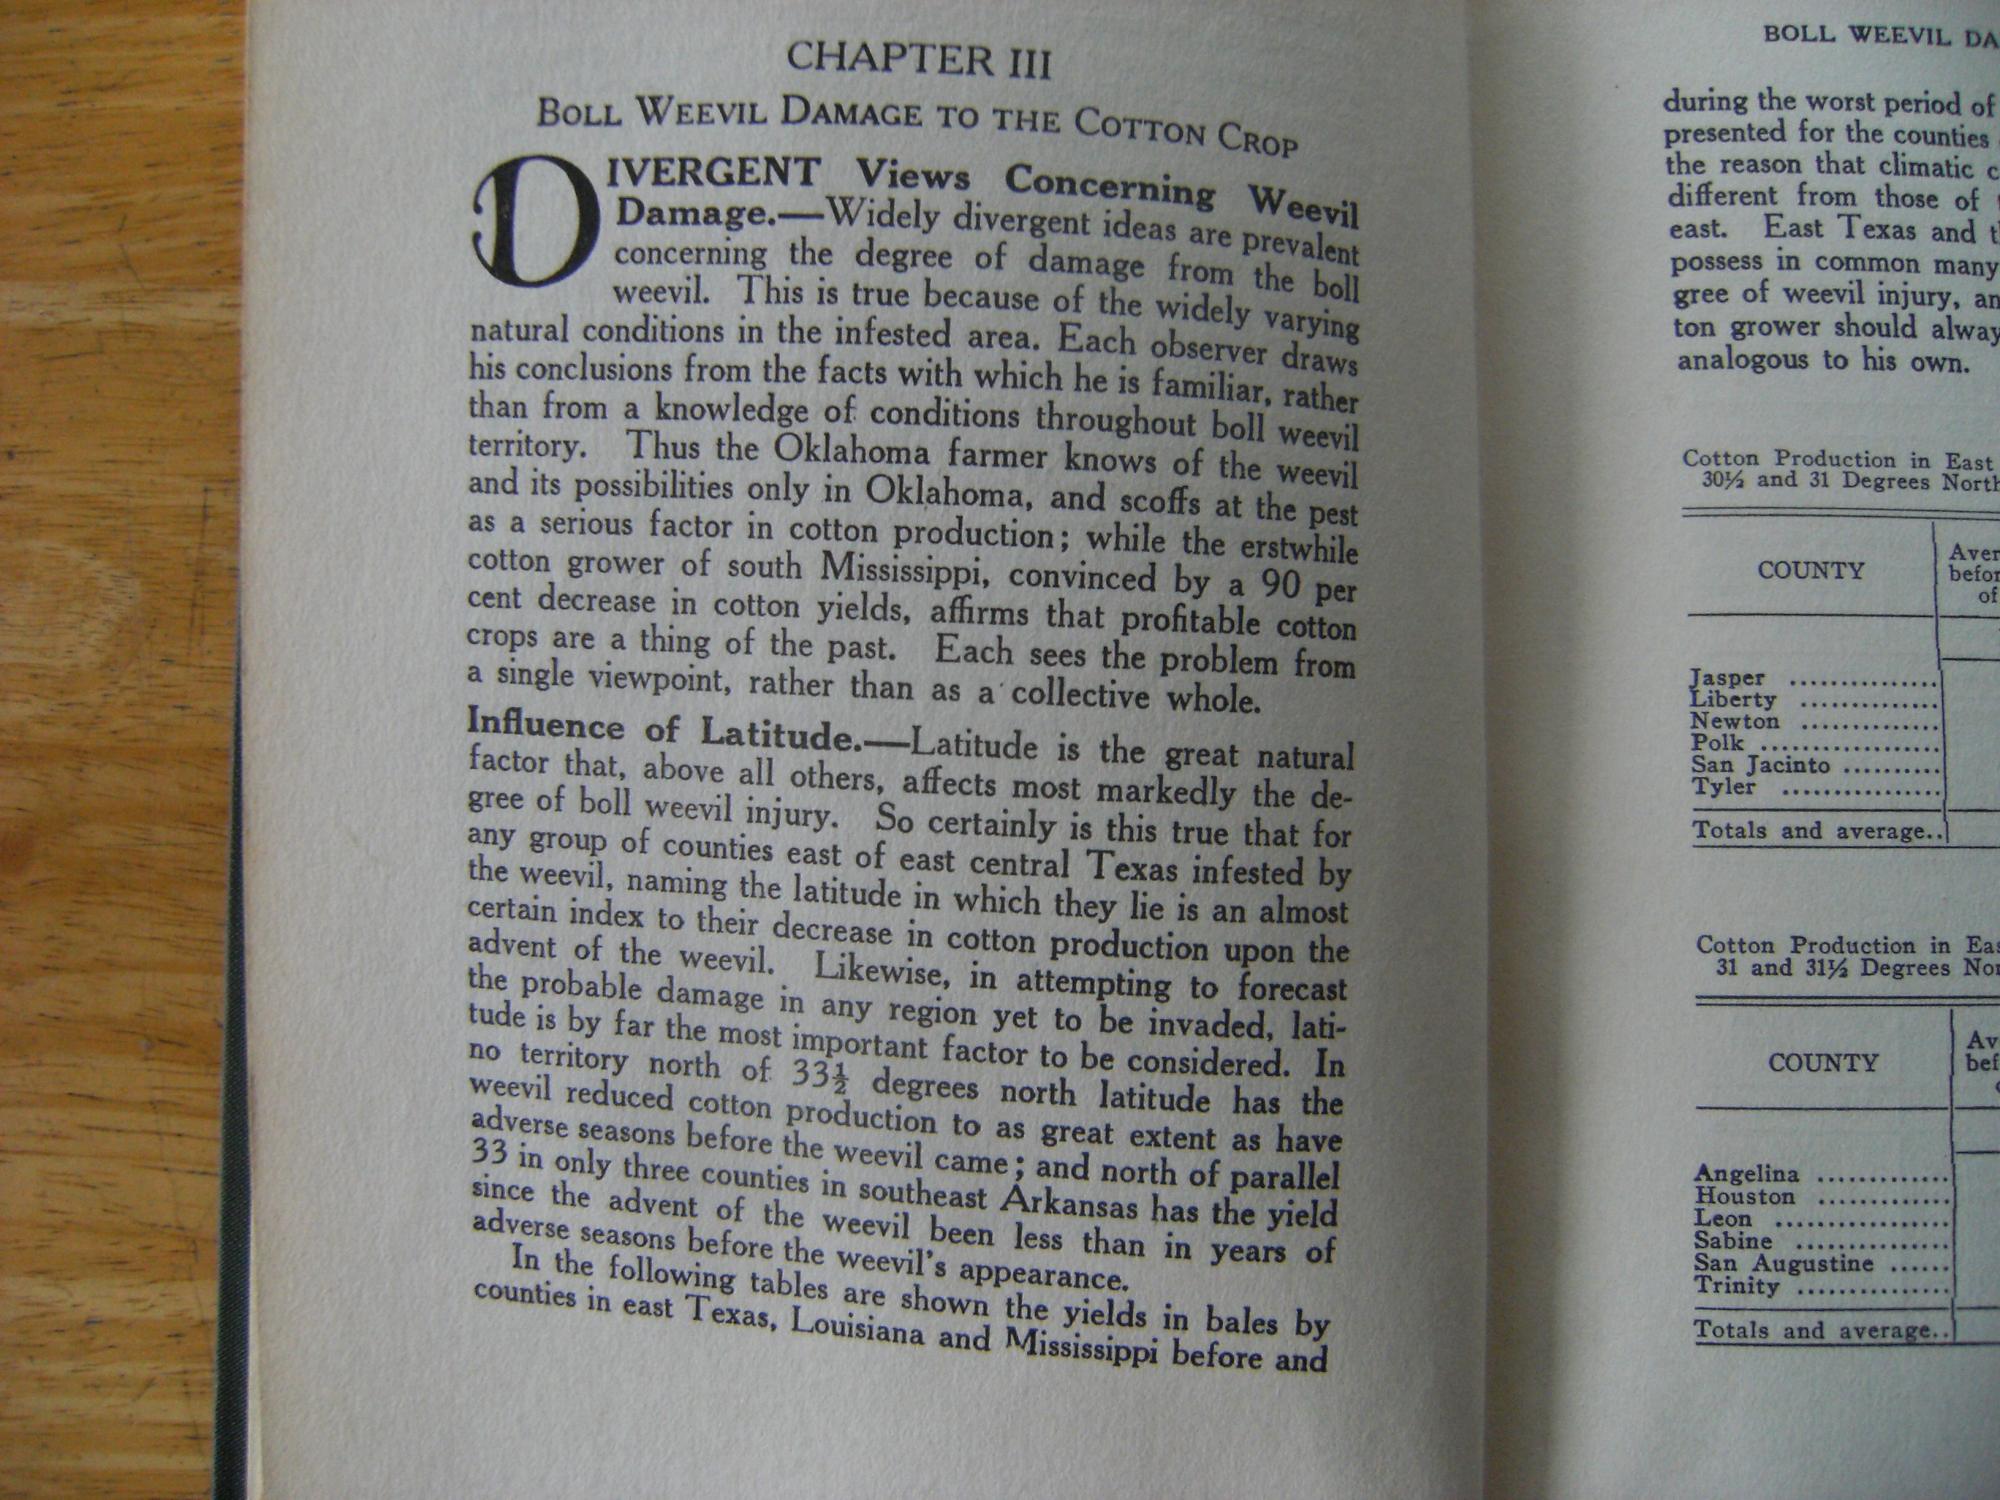 CHAPTER III
BOLL WEEVIL DAMAGE TO THE COTTON CROP
DIVERGENT Views Concerning Weevil
Damage.—Widely divergent ideas are prevalent
concerning the degree of damage from the boll
weevil. This is true because of the widely varying
natural conditions in the infested area. Each observer draws
his conclusions from the facts with which he is familiar, rather
than from a knowledge of conditions throughout boll weevil
territory. Thus the Oklahoma farmer knows of the weevil
and its possibilities only in Oklahoma, and scoffs at the pest
as a serious factor in cotton production; while the erstwhile
cotton grower of south Mississippi, convinced by a 90 per
cent decrease in cotton yields, affirms that profitable cotton
crops are a thing of the past. Each sees the problem from
a single viewpoint, rather than as a collective whole.
Influence of Latitude.—Latitude is the great natural
factor that, above all others, affects most markedly the de-
gree of boll weevil injury. So certainly is this true that for
any group of counties east of east central Texas infested by
the weevil, naming the latitude in which they lie is an almost
certain index to their decrease in cotton production upon the
advent of the weevil. Likewise, in attempting to forecast
the probable damage in any region yet to be invaded, lati-
tude is by far the most important factor to be considered. In
no territory north of 33½ degrees north latitude has the
weevil reduced cotton production to as great extent as have
adverse seasons before the weevil came; and north of parallel
33 in only three counties in southeast Arkansas has the yield
since the advent of the weevil been less than in years of
adverse seasons before the weevil's appearance.
In the following tables are shown the yields in bales by
counties in east Texas, Louisiana and Mississippi before and
BOLL WEEVIL DA
during the worst period of
presented for the counties
the reason that climatic c
different from those of
east. East Texas and t
possess in common many
gree of weevil injury, an
ton grower should alway
analogous to his own.
Cotton Production in East
30½ and 31 Degrees North
COUNTY
Aver
befor
of
Jasper ...............
Liberty ..............
Newton ..............
Polk ..................
San Jacinto ..........
Tyler ................
Totals and average..
Cotton Production in Eas
31 and 31½ Degrees Nor
COUNTY
Av
bef
Angelina .............
Houston .............
Leon .................
Sabine ...............
San Augustine ......
Trinity ...............
Totals and average..